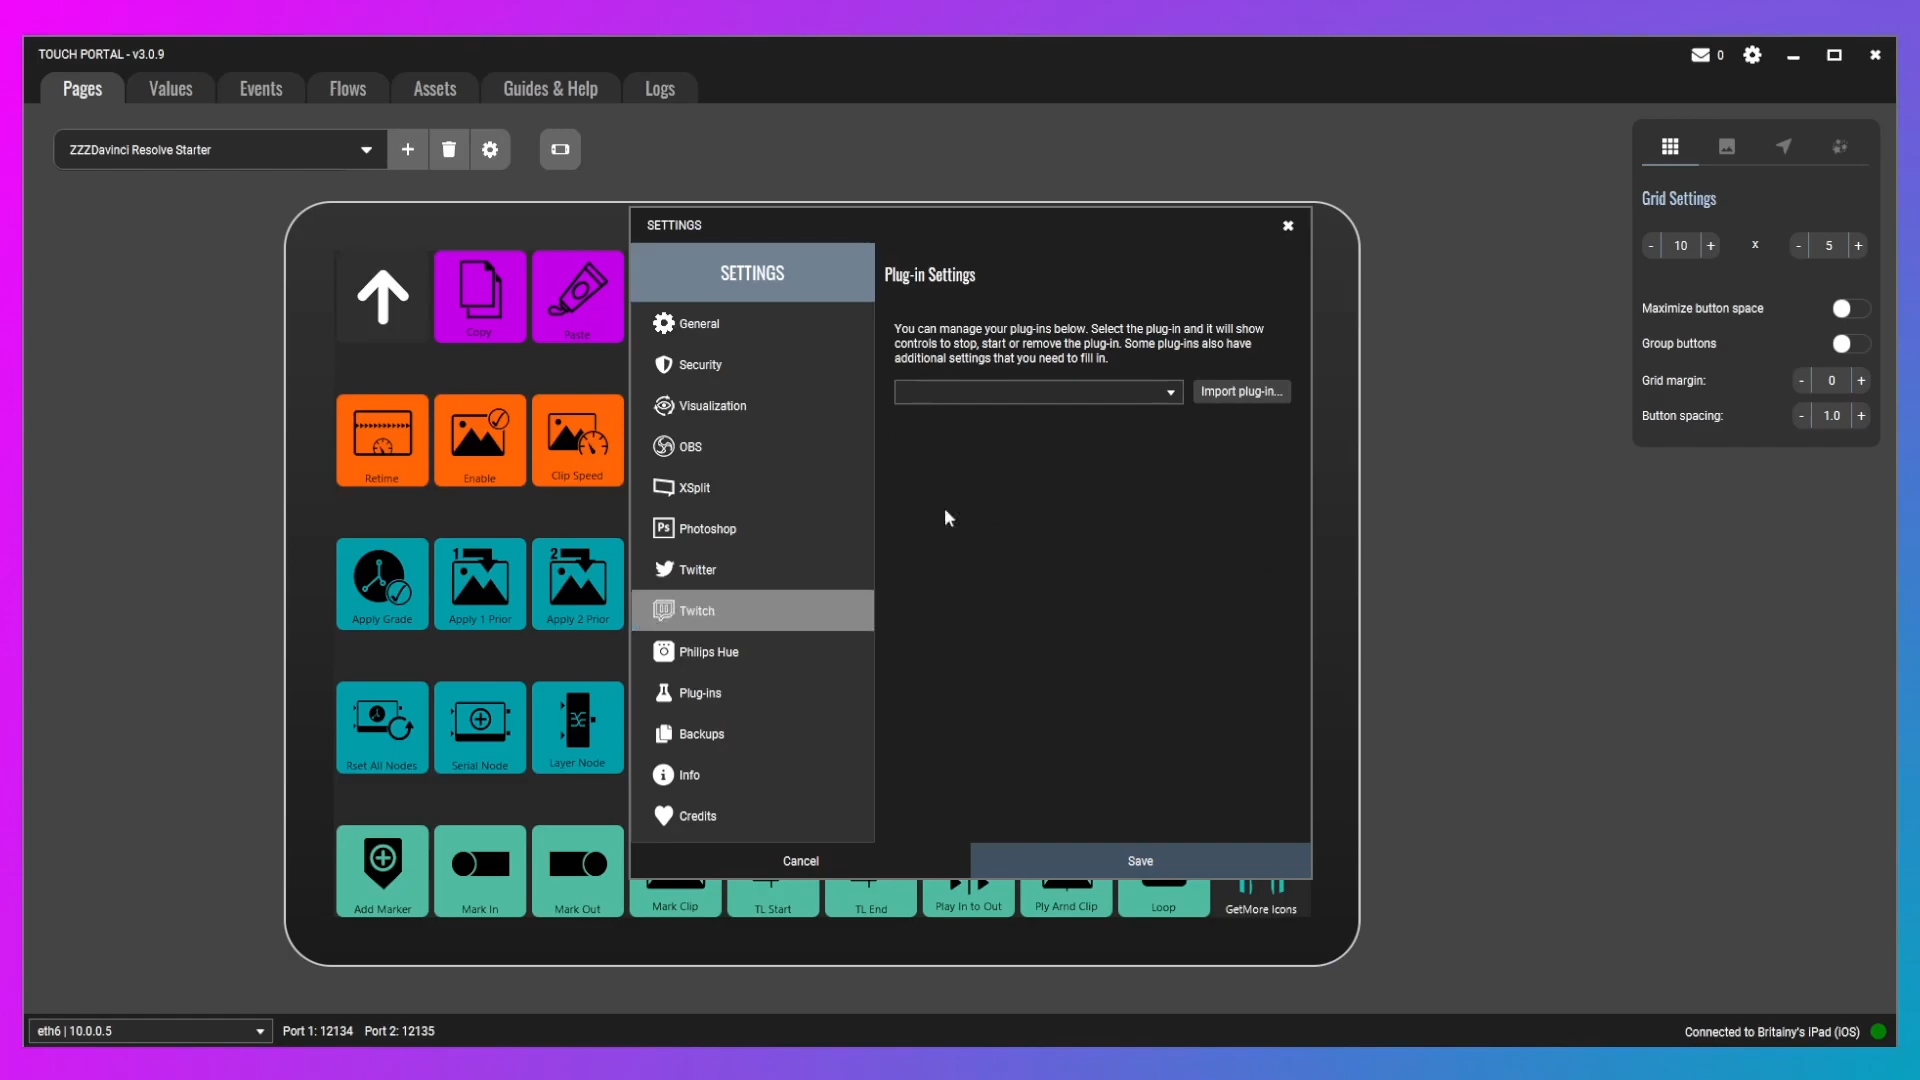 TOUCH PORTAL - v3.0.9
0
Pages
Values
Events
Flows
Assets
Guides & Help
Logs
ZZZDavinci Resolve Starter
Grid Settings
- 10 + x - 5 +
Maximize button space
Group buttons
Grid margin: - 0 +
Button spacing: - 1.0 +
SETTINGS
SETTINGS
General
Security
Visualization
OBS
XSplit
Ps Photoshop
Twitter
Twitch
Philips Hue
Plug-ins
Backups
Info
Credits
Plug-in Settings
You can manage your plug-ins below. Select the plug-in and it will show
controls to stop, start or remove the plug-in. Some plug-ins also have
additional settings that you need to fill in.
Import plug-in...
Cancel
Save
Copy
Paste
Retime
Enable
Clip Speed
Apply Grade
1
Apply 1 Prior
2
Apply 2 Prior
Rset All Nodes
Serial Node
Layer Node
Add Marker
Mark In
Mark Out
Mark Clip
TL Start
TL End
Play In to Out
Ply Arnd Clip
Loop
GetMore Icons
eth6 | 10.0.0.5
Port 1: 12134 Port 2: 12135
Connected to Britainy's iPad (iOS)